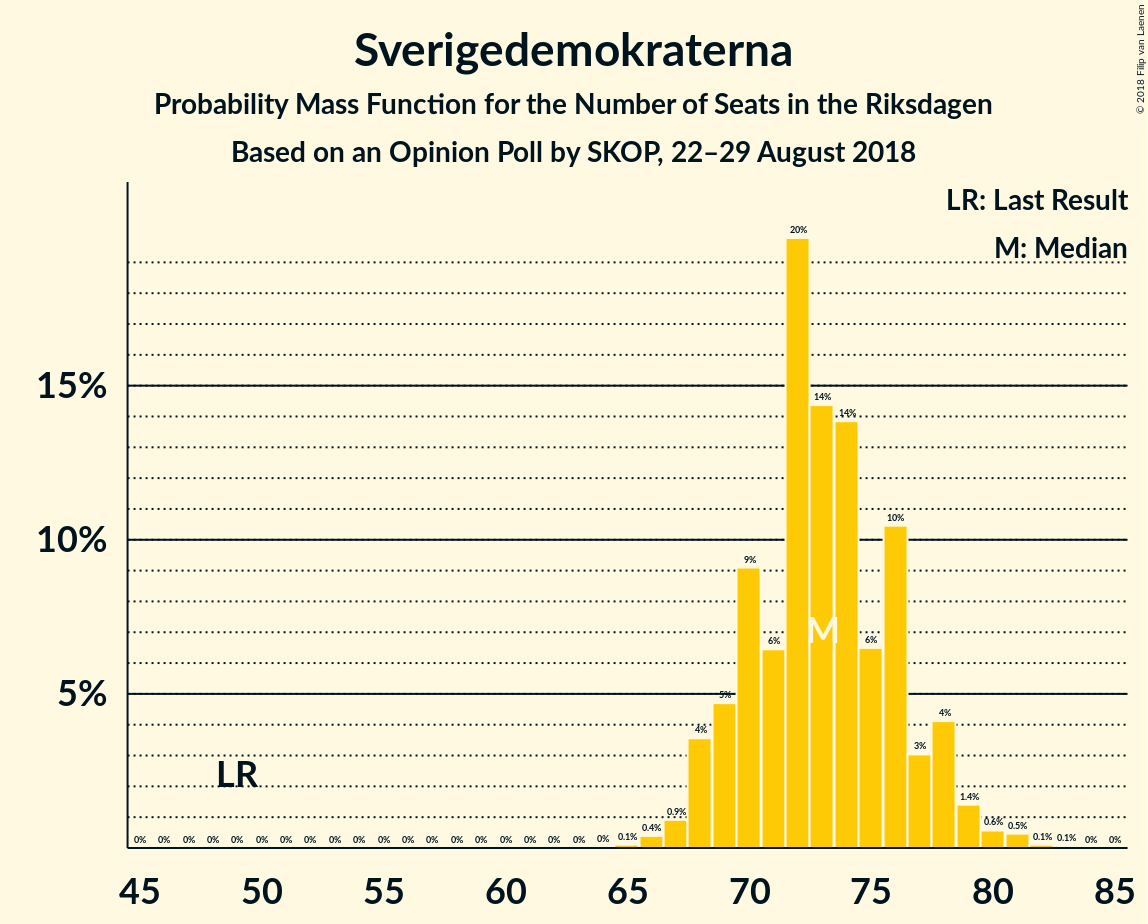 Sverigedemokraterna
Probability Mass Function for the Number of Seats in the Riksdagen
Based on an Opinion Poll by SKOP, 22–29 August 2018
© 2018 Filip van Laenen
LR: Last Result
M: Median
15%
10%
5%
LR
M
0% 0% 0% 0% 0% 0% 0% 0% 0% 0% 0% 0% 0% 0% 0% 0% 0% 0% 0% 0% 0.1% 0.4% 0.9% 4% 5% 9% 6% 20% 14% 14% 6% 10% 3% 4% 1.4% 0.6% 0.5% 0.1% 0.1% 0% 0%
45 50 55 60 65 70 75 80 85